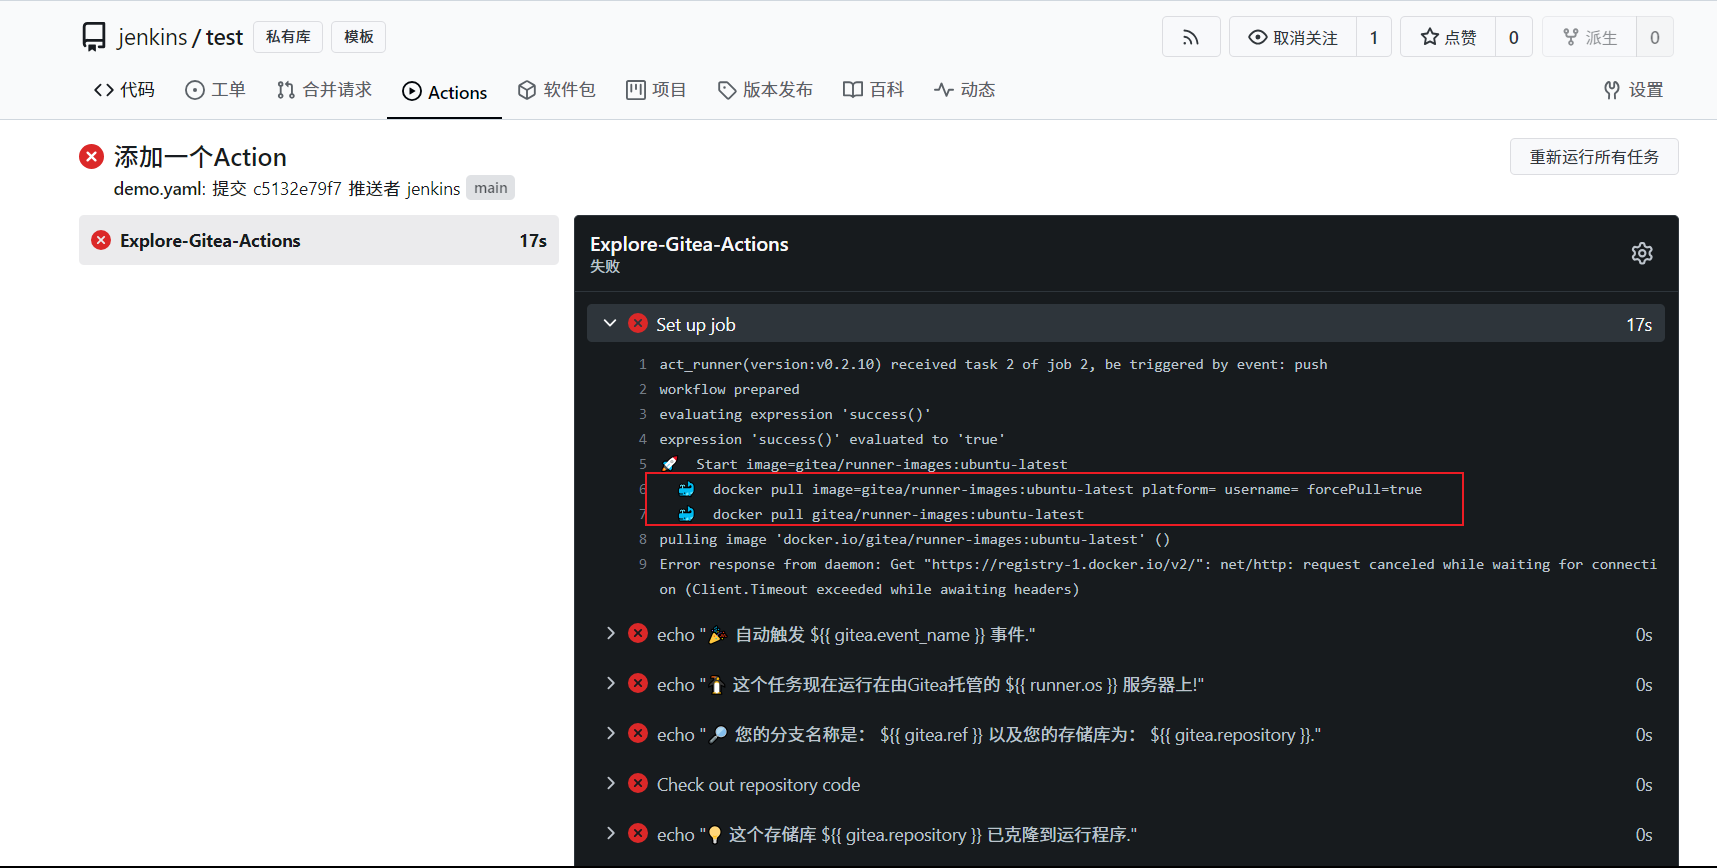 jenkins / test 私有库 模板 取消关注 1 点赞 0 派生 0
代码 工单 合并请求 Actions 软件包 项目 版本发布 百科 动态 设置
添加一个Action
重新运行所有任务
demo.yaml: 提交 c5132e79f7 推送者 jenkins main
Explore-Gitea-Actions 17s
Explore-Gitea-Actions
失败
Set up job 17s
1 act_runner(version:v0.2.10) received task 2 of job 2, be triggered by event: push
2 workflow prepared
3 evaluating expression 'success()'
4 expression 'success()' evaluated to 'true'
5 🚀 Start image=gitea/runner-images:ubuntu-latest
6 🐳 docker pull image=gitea/runner-images:ubuntu-latest platform= username= forcePull=true
7 🐳 docker pull gitea/runner-images:ubuntu-latest
8 pulling image 'docker.io/gitea/runner-images:ubuntu-latest' ()
9 Error response from daemon: Get "https://registry-1.docker.io/v2/": net/http: request canceled while waiting for connecti
on (Client.Timeout exceeded while awaiting headers)
echo "🎉 自动触发 ${{ gitea.event_name }} 事件." 0s
echo "🐧 这个任务现在运行在由Gitea托管的 ${{ runner.os }} 服务器上!" 0s
echo "🔎 您的分支名称是： ${{ gitea.ref }} 以及您的存储库为： ${{ gitea.repository }}." 0s
Check out repository code 0s
echo "💡 这个存储库 ${{ gitea.repository }} 已克隆到运行程序." 0s